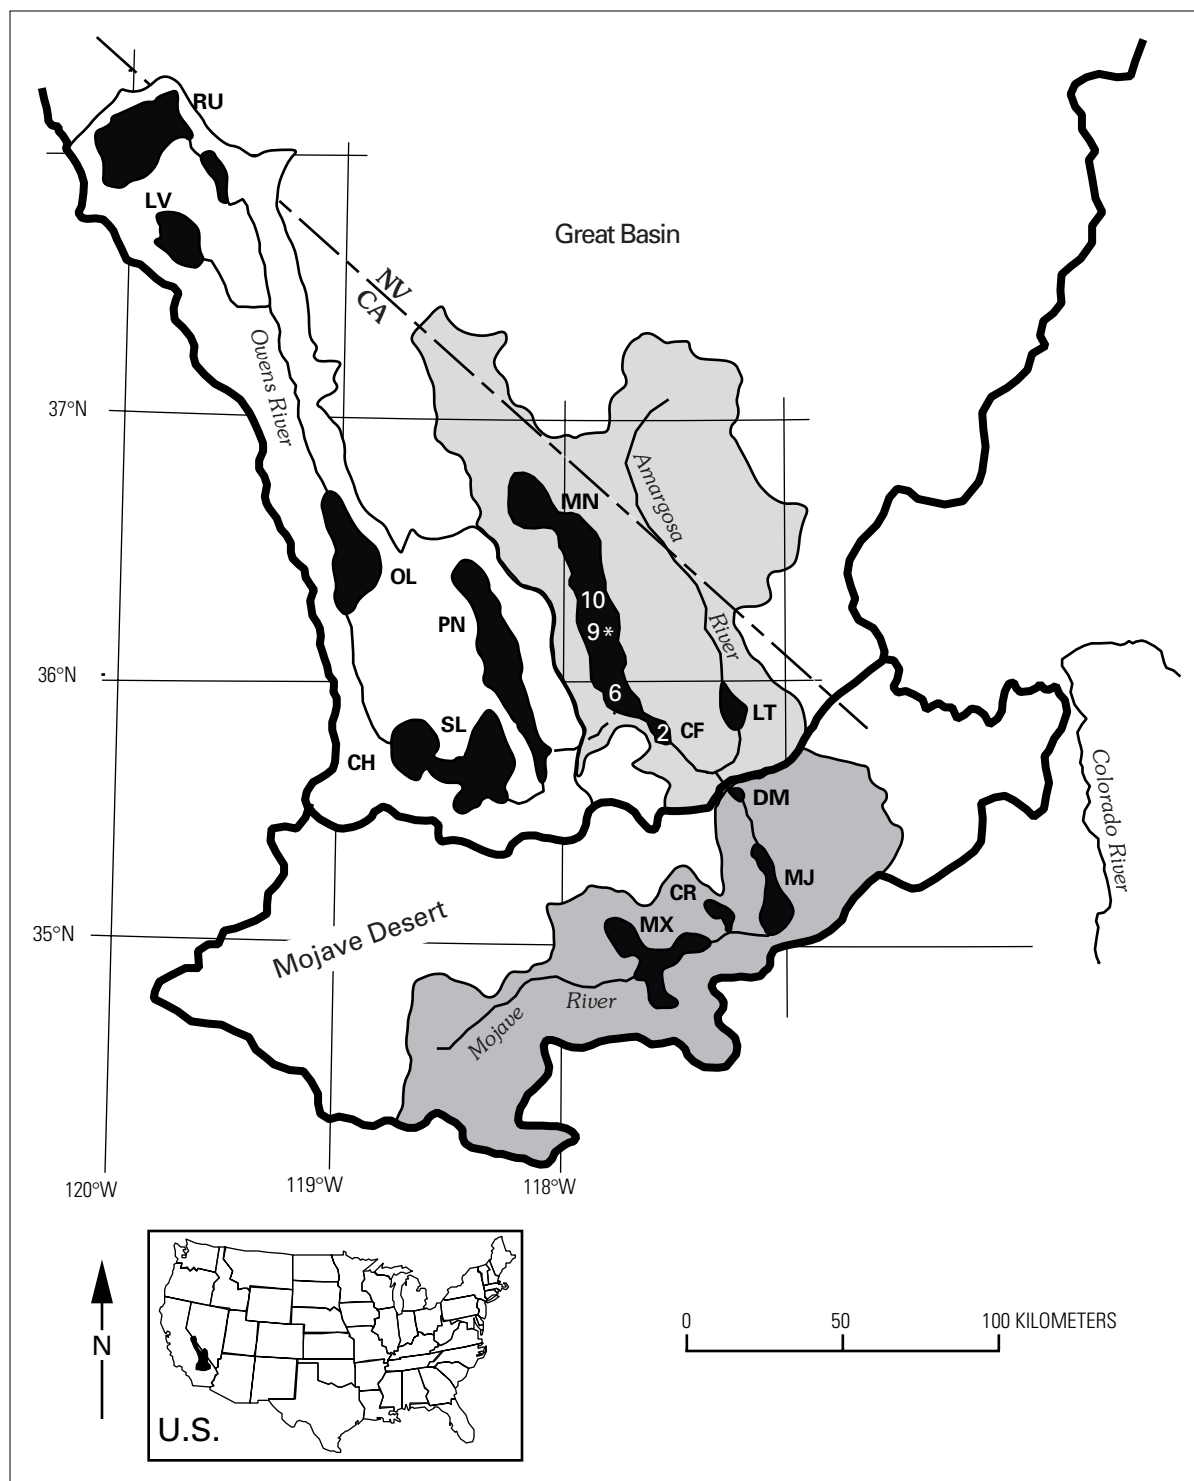 RU
LV
Great Basin
NV
CA
Owens River
37°N
MN
Amargosa
River
OL
PN
10
9*
36°N
6
SL
2
CF
LT
CH
DM
Colorado River
MJ
CR
MX
35°N
Mojave Desert
Mojave
River
120°W
119°W
118°W
N
U.S.
0
50
100 KILOMETERS